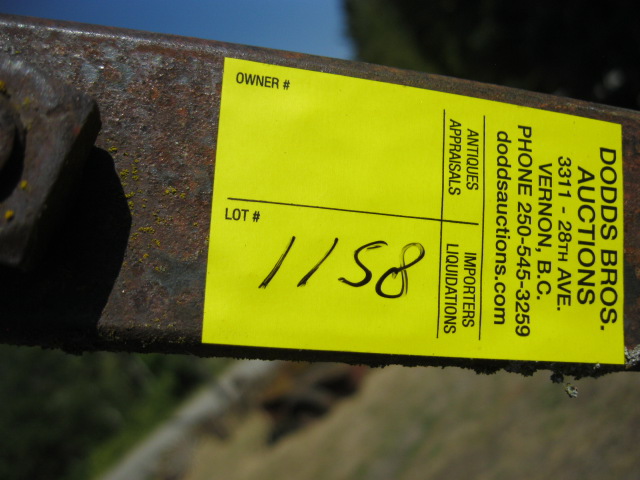 DODDS BROS.
AUCTIONS
3311 - 28TH AVE.
VERNON, B.C.
PHONE 250-545-3259
doddsauctions.com
ANTIQUES
APPRAISALS
IMPORTERS
LIQUIDATIONS
OWNER #
LOT #
1158